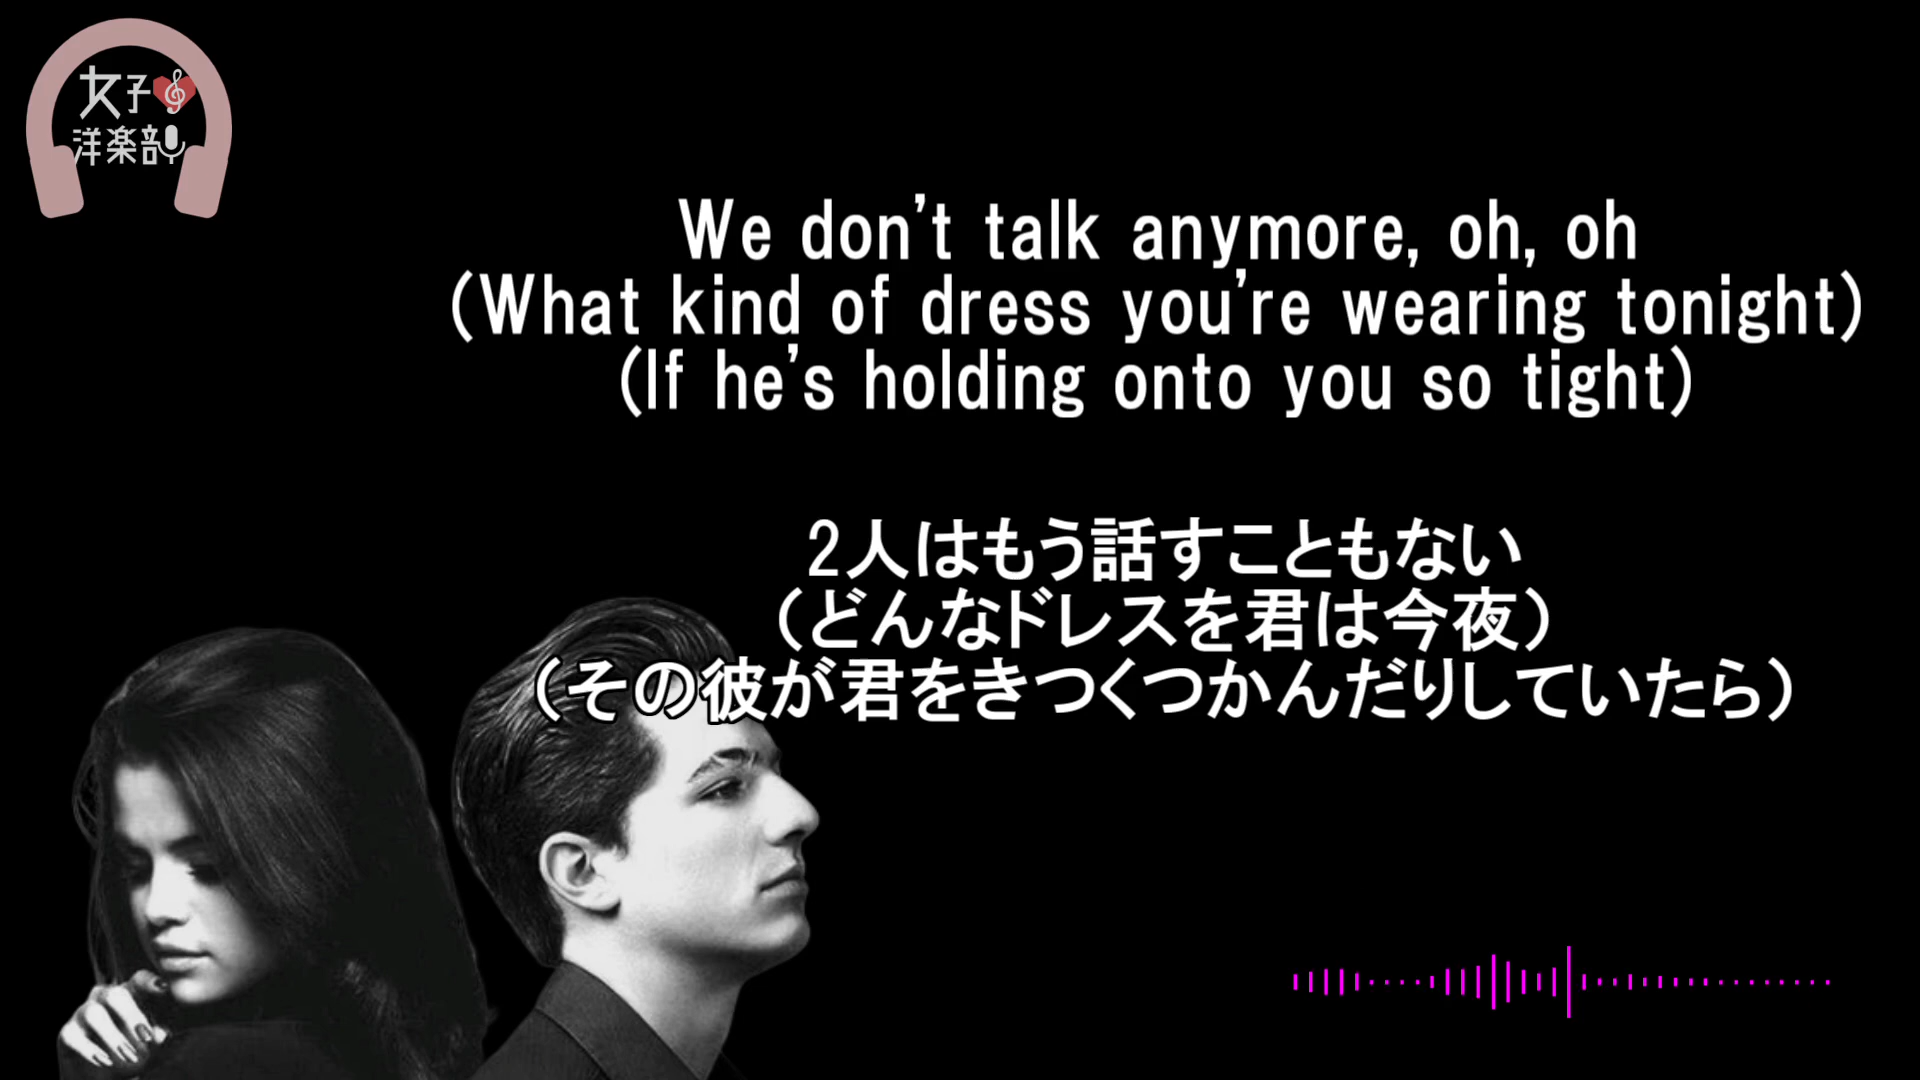 女子
洋楽部
We don't talk anymore, oh, oh
(What kind of dress you're wearing tonight)
(If he's holding onto you so tight)
2人はもう話すこともない
（どんなドレスを君は今夜）
（その彼が君をきつくつかんだりしていたら）